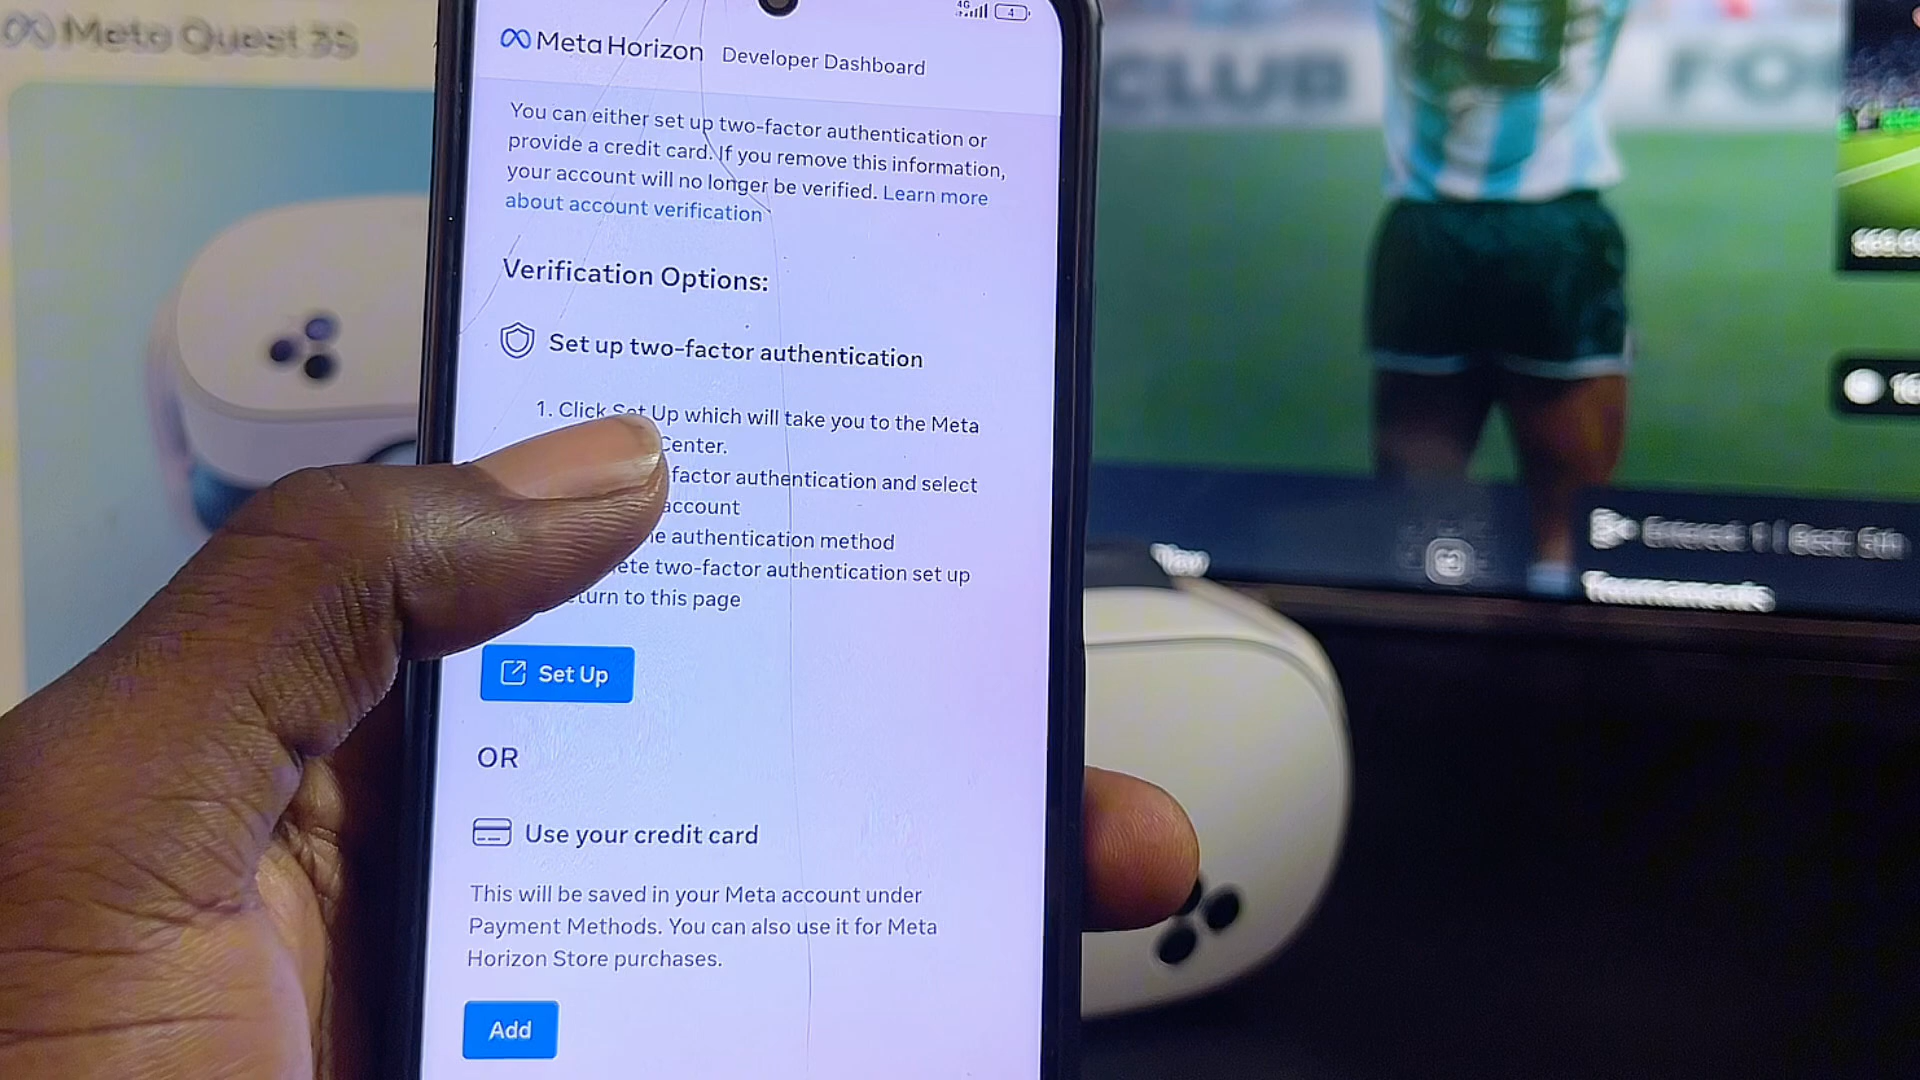 Meta Quest 3S
4G
4
Meta Horizon Developer Dashboard
You can either set up two-factor authentication or
provide a credit card. If you remove this information,
your account will no longer be verified. Learn more
about account verification
Verification Options:
Set up two-factor authentication
1. Click Set Up which will take you to the Meta
Center.
factor authentication and select
account
authentication method
two-factor authentication set up
to this page
Set Up
OR
Use your credit card
This will be saved in your Meta account under
Payment Methods. You can also use it for Meta
Horizon Store purchases.
Add
CLUB
Tournaments